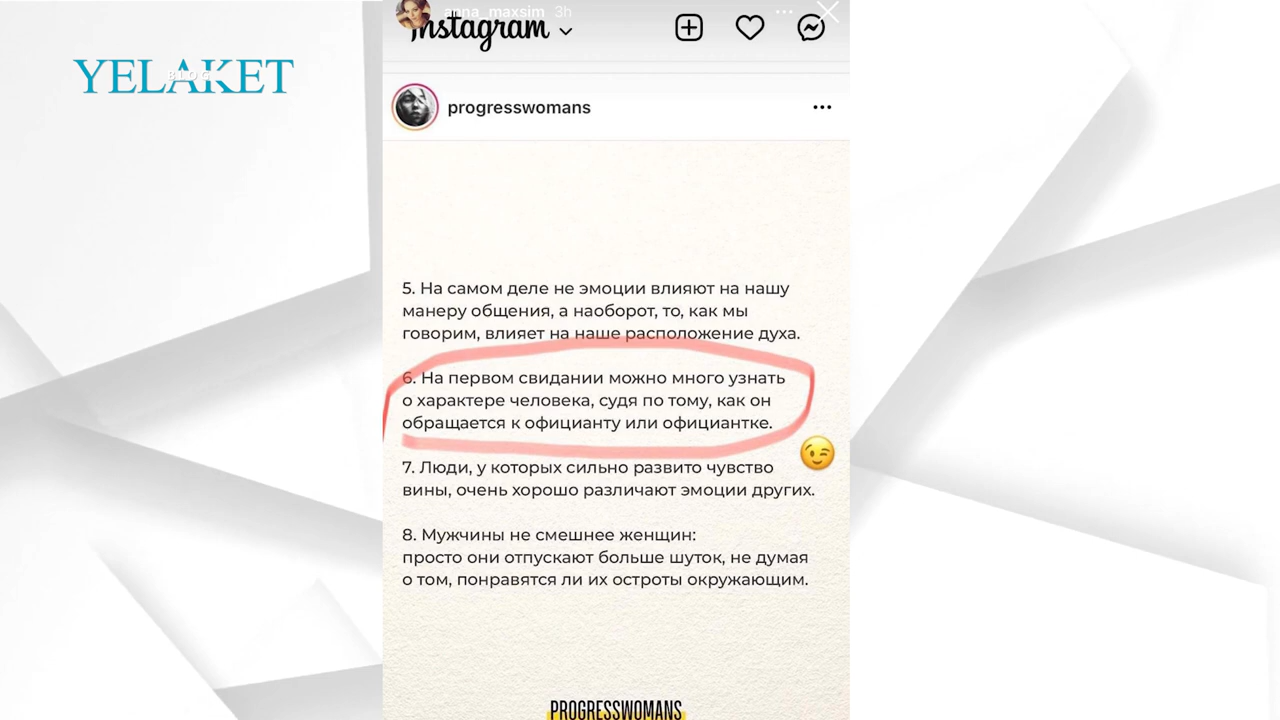 anna_maxsim 3h
Instagram
YELAKET
BLOG
progresswomans
5. На самом деле не эмоции влияют на нашу
манеру общения, а наоборот, то, как мы
говорим, влияет на наше расположение духа.
6. На первом свидании можно много узнать
о характере человека, судя по тому, как он
обращается к официанту или официантке.
7. Люди, у которых сильно развито чувство
вины, очень хорошо различают эмоции других.
8. Мужчины не смешнее женщин:
просто они отпускают больше шуток, не думая
о том, понравятся ли их остроты окружающим.
PROGRESSWOMANS